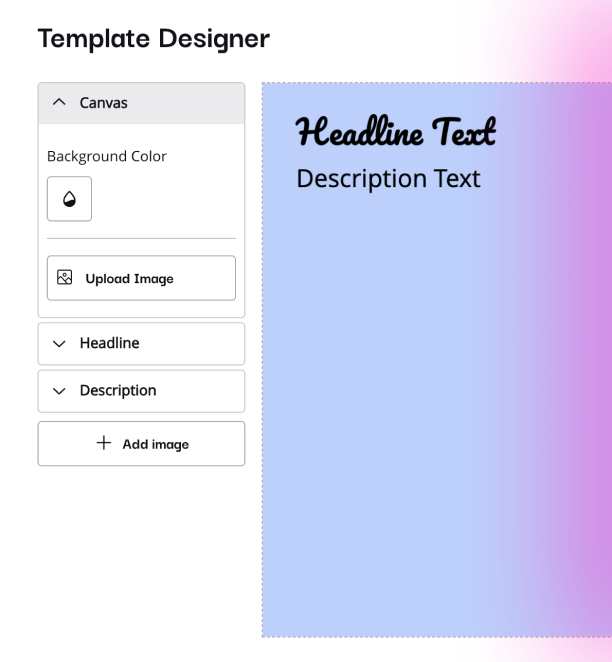 Template Designer
Canvas
Background Color
Upload Image
Headline
Description
Add image
Headline Text
Description Text